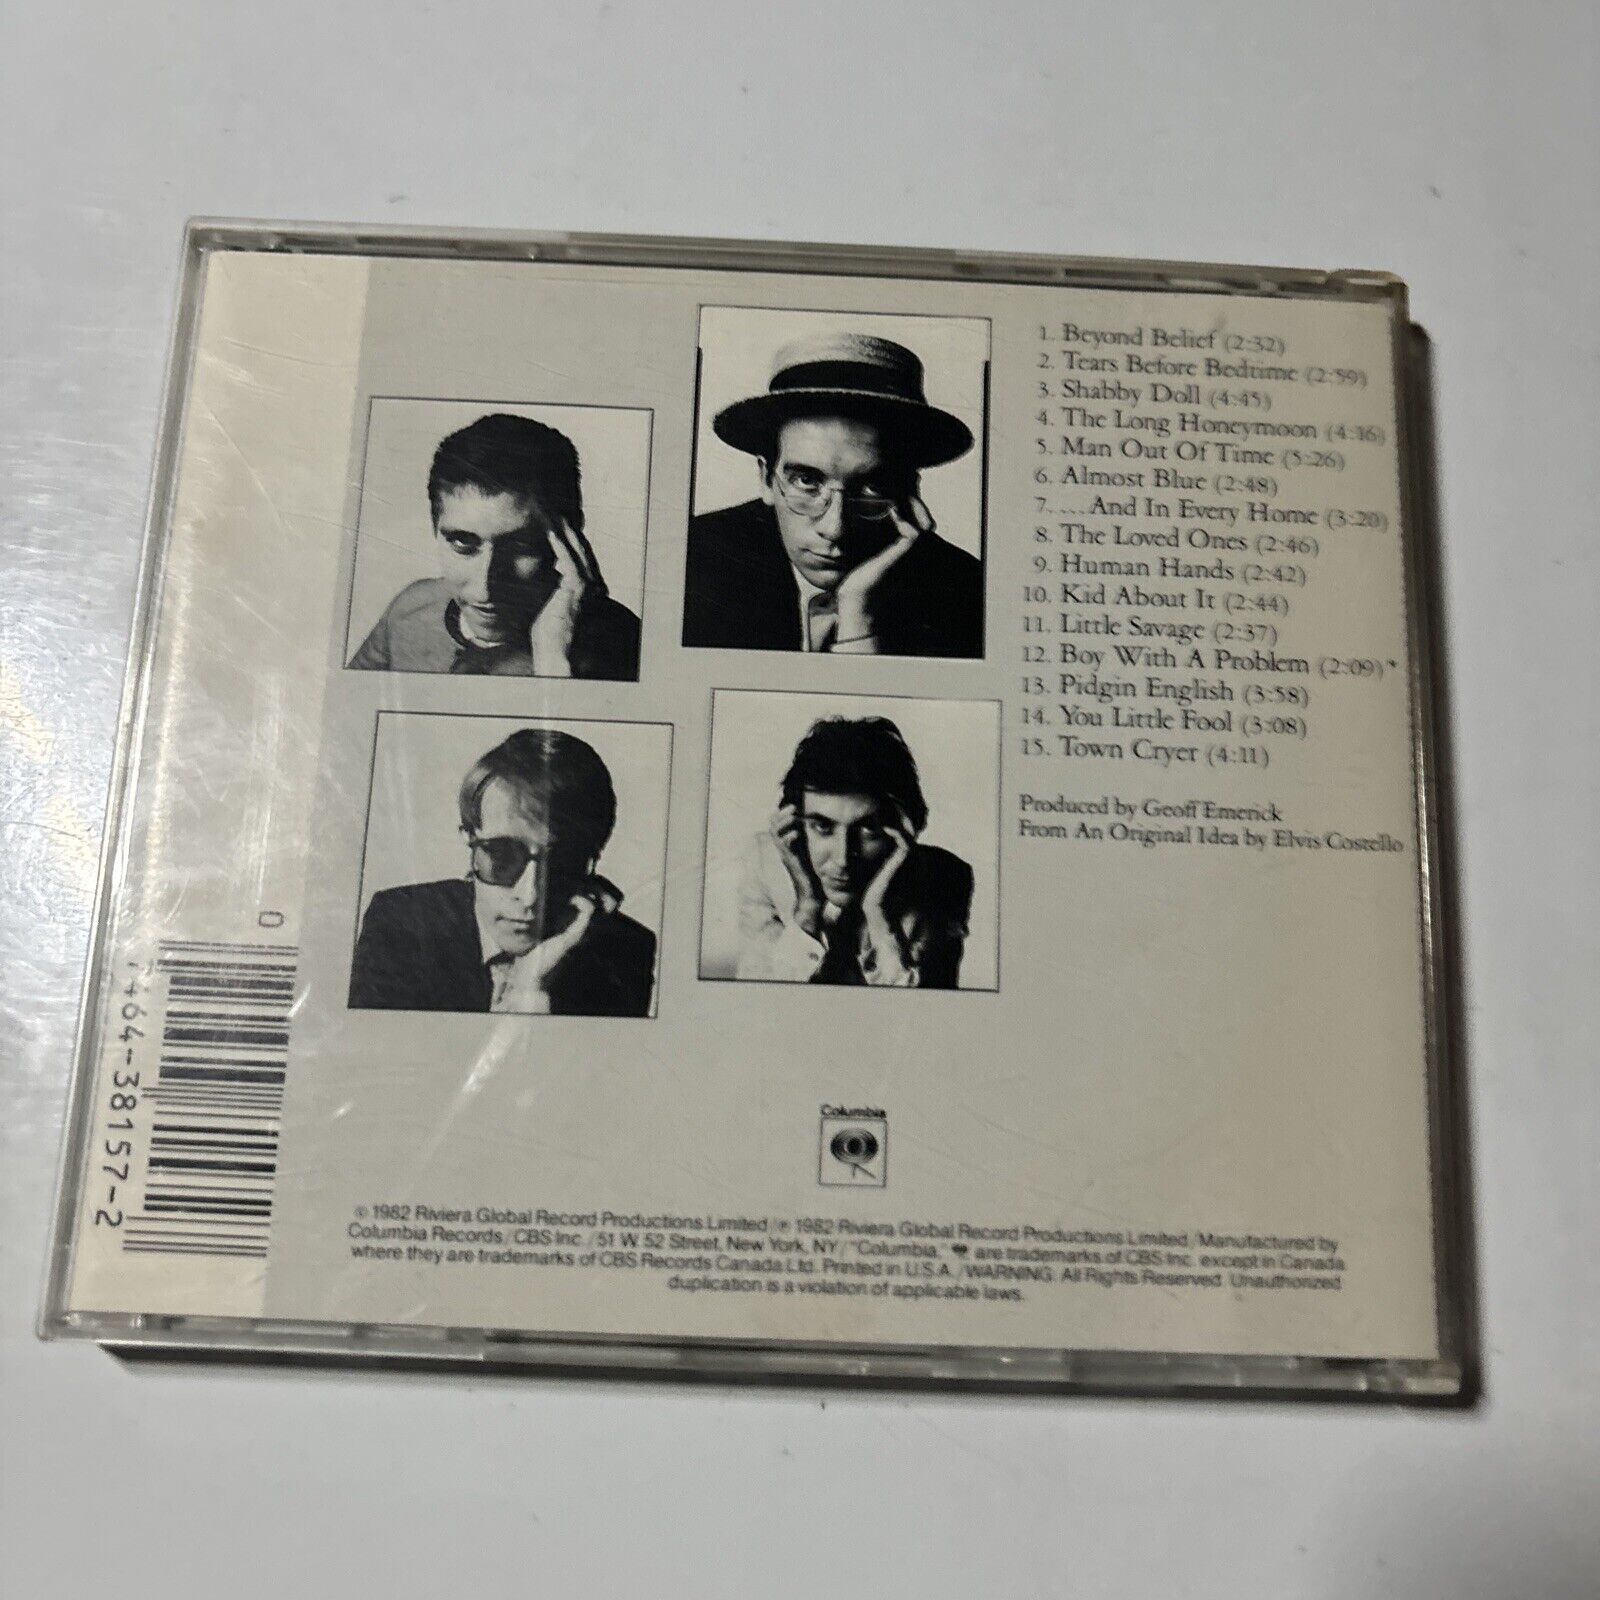 1. Beyond Belief (2:32)
2. Tears Before Bedtime (2:59)
3. Shabby Doll (4:45)
4. The Long Honeymoon (4:16)
5. Man Out Of Time (5:26)
6. Almost Blue (2:48)
7. ....And In Every Home (3:20)
8. The Loved Ones (2:46)
9. Human Hands (2:42)
10. Kid About It (2:44)
11. Little Savage (2:37)
12. Boy With A Problem (2:09)*
13. Pidgin English (3:58)
14. You Little Fool (3:08)
15. Town Cryer (4:11)
Produced by Geoff Emerick
From An Original Idea by Elvis Costello
0 7464-38157-2
Columbia
© 1982 Riviera Global Record Productions Limited/℗ 1982 Riviera Global Record Productions Limited./Manufactured by
Columbia Records/CBS Inc./51 W. 52 Street, New York, NY/"Columbia," are trademarks of CBS Inc. except in Canada
where they are trademarks of CBS Records Canada Ltd. Printed in U.S.A./WARNING: All Rights Reserved. Unauthorized
duplication is a violation of applicable laws.